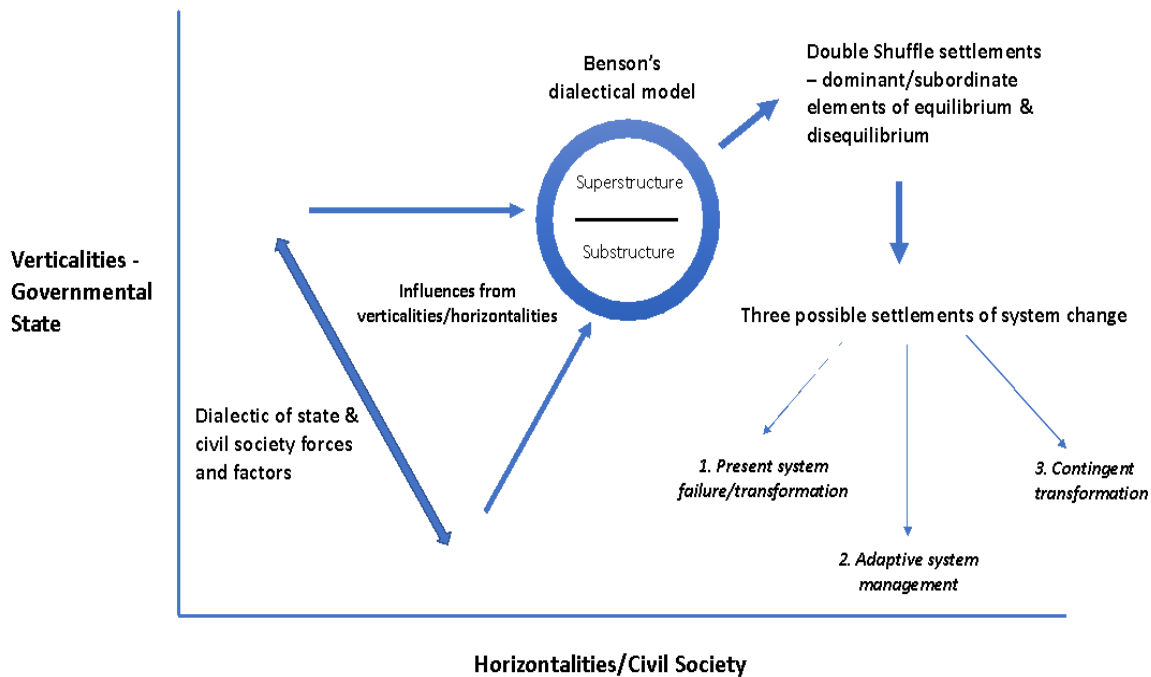 Double Shuffle settlements
– dominant/subordinate
elements of equilibrium &
disequilibrium
Benson's
dialectical model
Superstructure
Substructure
Verticalities -
Governmental
State
Influences from
verticalities/horizontalities
Three possible settlements of system change
Dialectic of state &
civil society forces
and factors
1. Present system
failure/transformation
3. Contingent
transformation
2. Adaptive system
management
Horizontalities/Civil Society